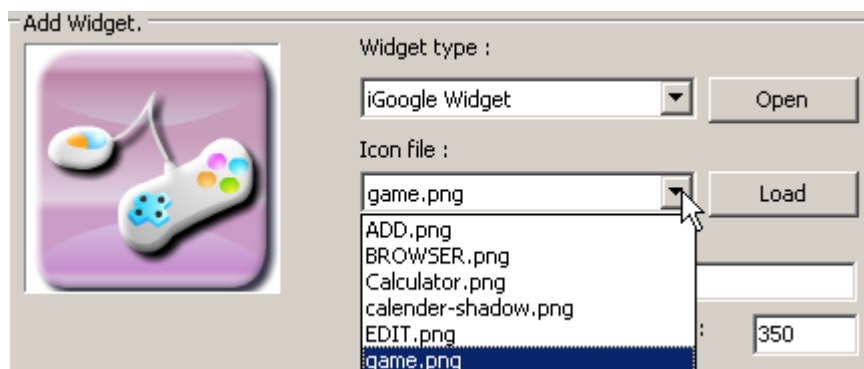 Add Widget.
Widget type :
iGoogle Widget
Open
Icon file :
game.png
Load
ADD.png
BROWSER.png
Calculator.png
calender-shadow.png
EDIT.png
:
350
game.png